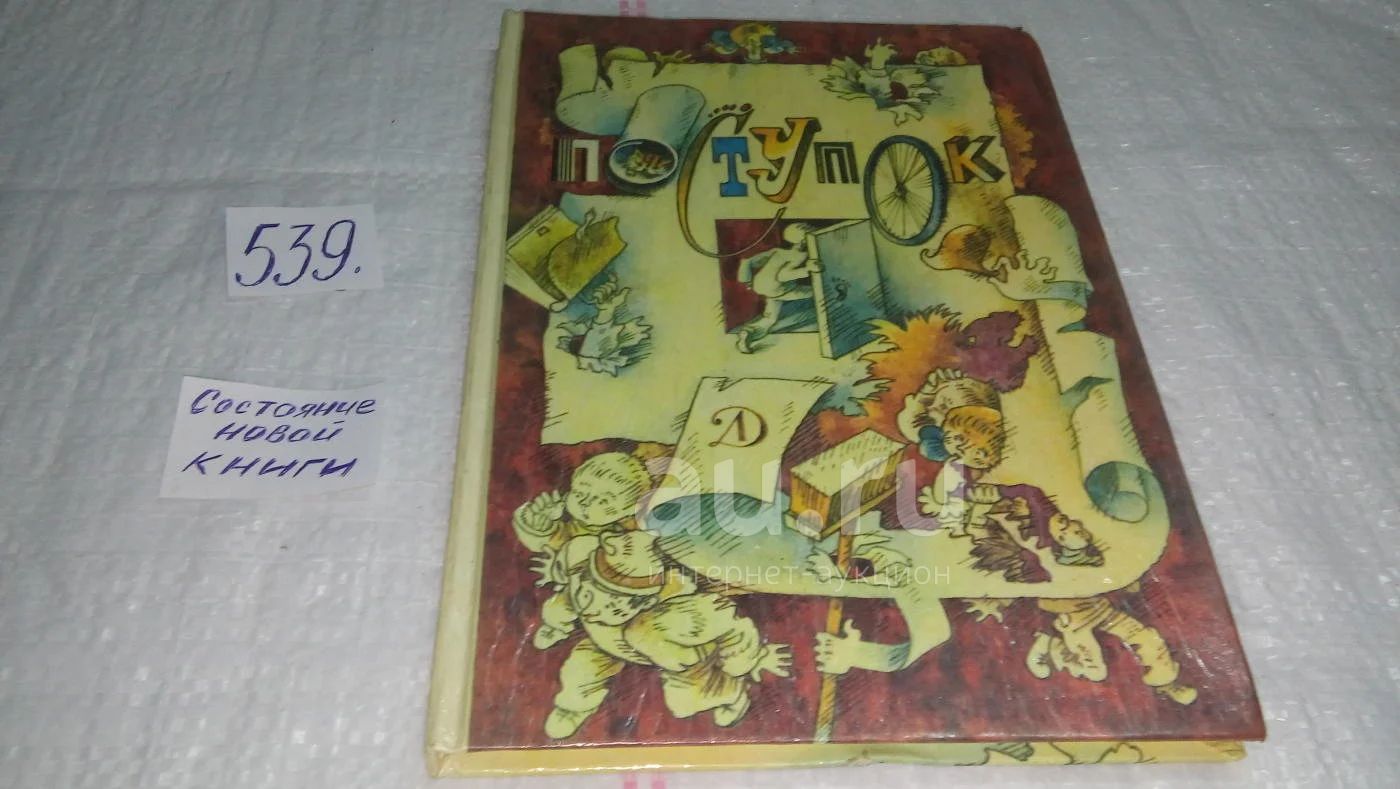 ПОСТУПОК
539.
Состояние
новой
книги
Д
au.ru
интернет-аукцион